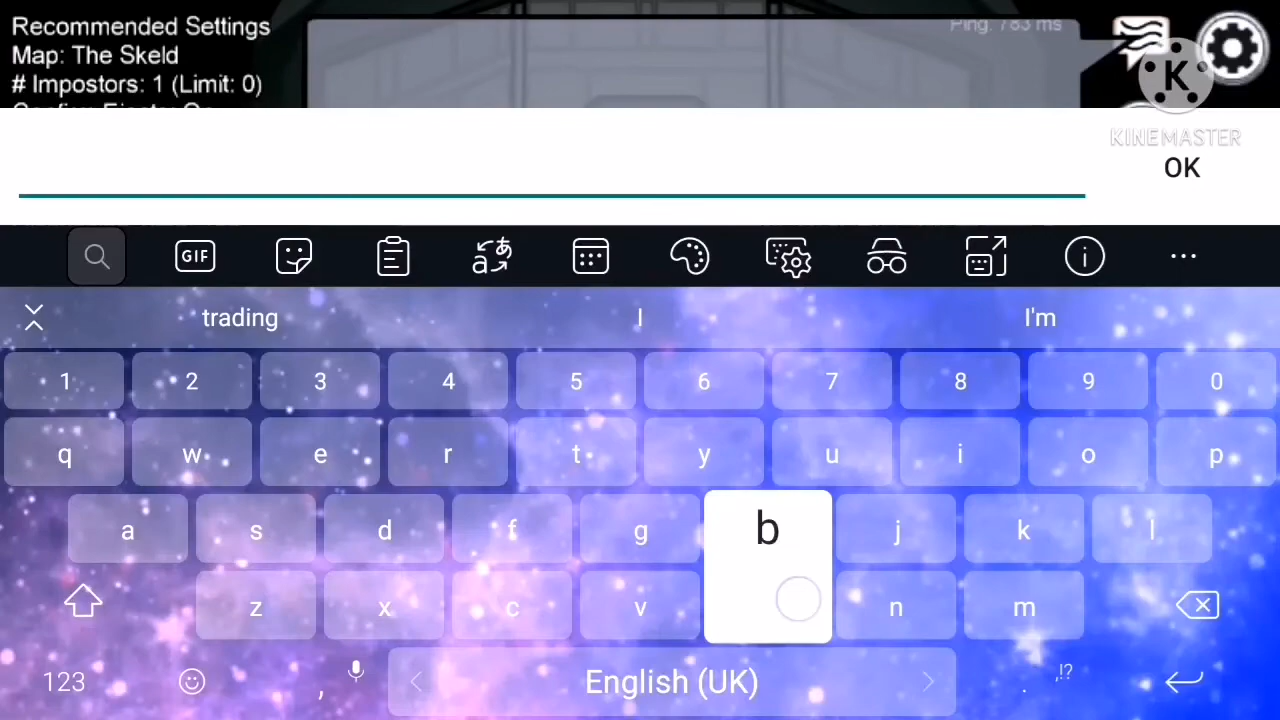 Recommended Settings
Ping: 783 ms
Map: The Skeld
# Impostors: 1 (Limit: 0)
K
KINEMASTER
OK
GIF
trading I I'm
1 2 3 4 5 6 7 8 9 0
q w e r t y u i o p
a s d f g b j k l
z x c v n m
123 , English (UK) . ,!?